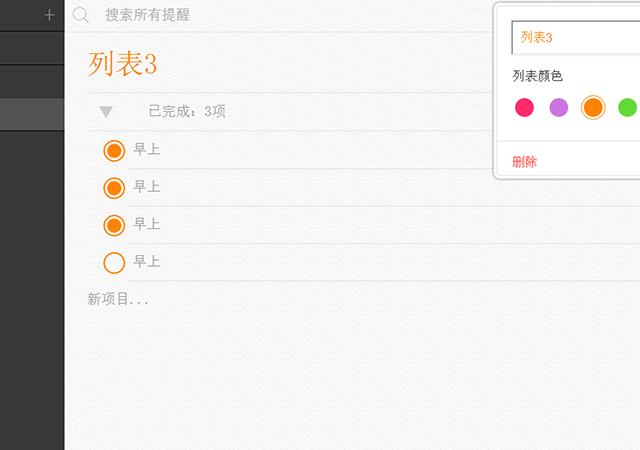 搜索所有提醒
列表3
已完成：3项
早上
早上
早上
早上
新项目...
列表3
列表颜色
删除